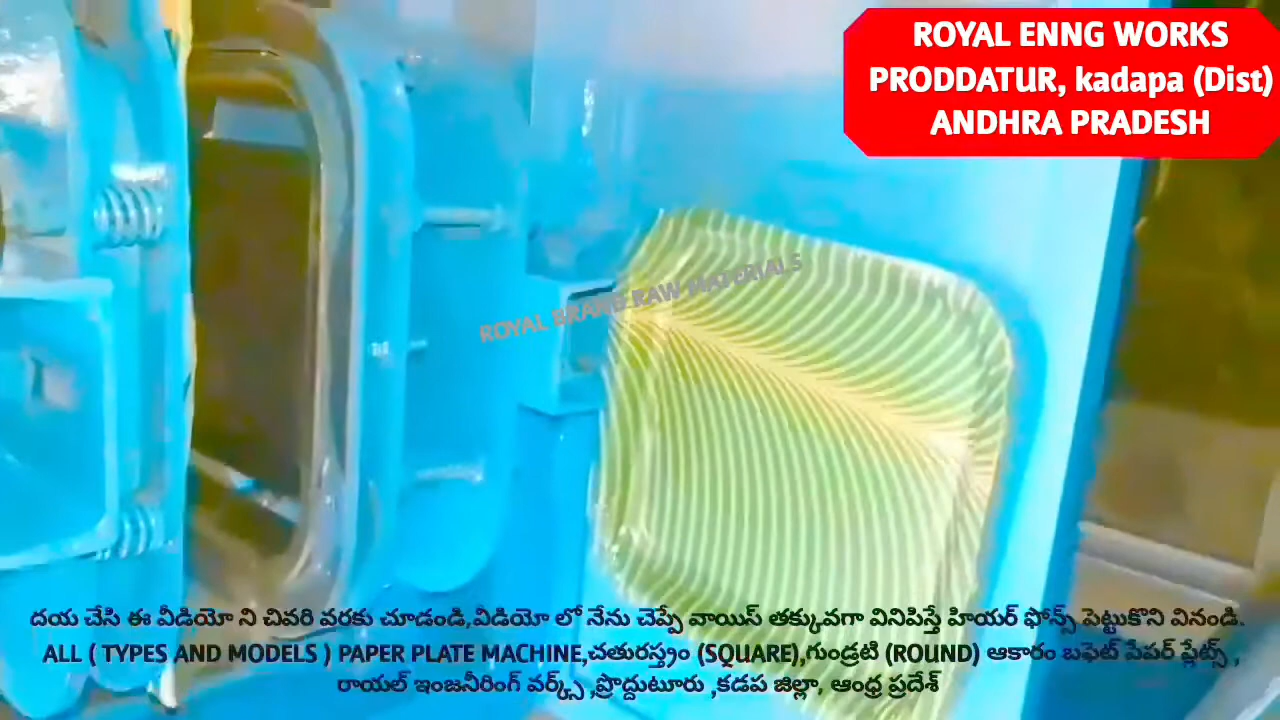 ROYAL ENNG WORKS
PRODDATUR, kadapa (Dist)
ANDHRA PRADESH
ROYAL BRAND RAW MATERIALS
దయ చేసి ఈ వీడియో ని చివరి వరకు చూడండి,వీడియో లో నేను చెప్పే వాయిస్ తక్కువగా వినిపిస్తే హియర్ ఫోన్స్ పెట్టుకొని వినండి.
ALL ( TYPES AND MODELS ) PAPER PLATE MACHINE,చతురస్త్రం (SQUARE),గుండ్రటి (ROUND) ఆకారం బఫెట్ పేపర్ ప్లేట్స్ ,
రాయల్ ఇంజనీరింగ్ వర్క్స్ ,ప్రొద్దుటూరు ,కడప జిల్లా, ఆంధ్ర ప్రదేశ్